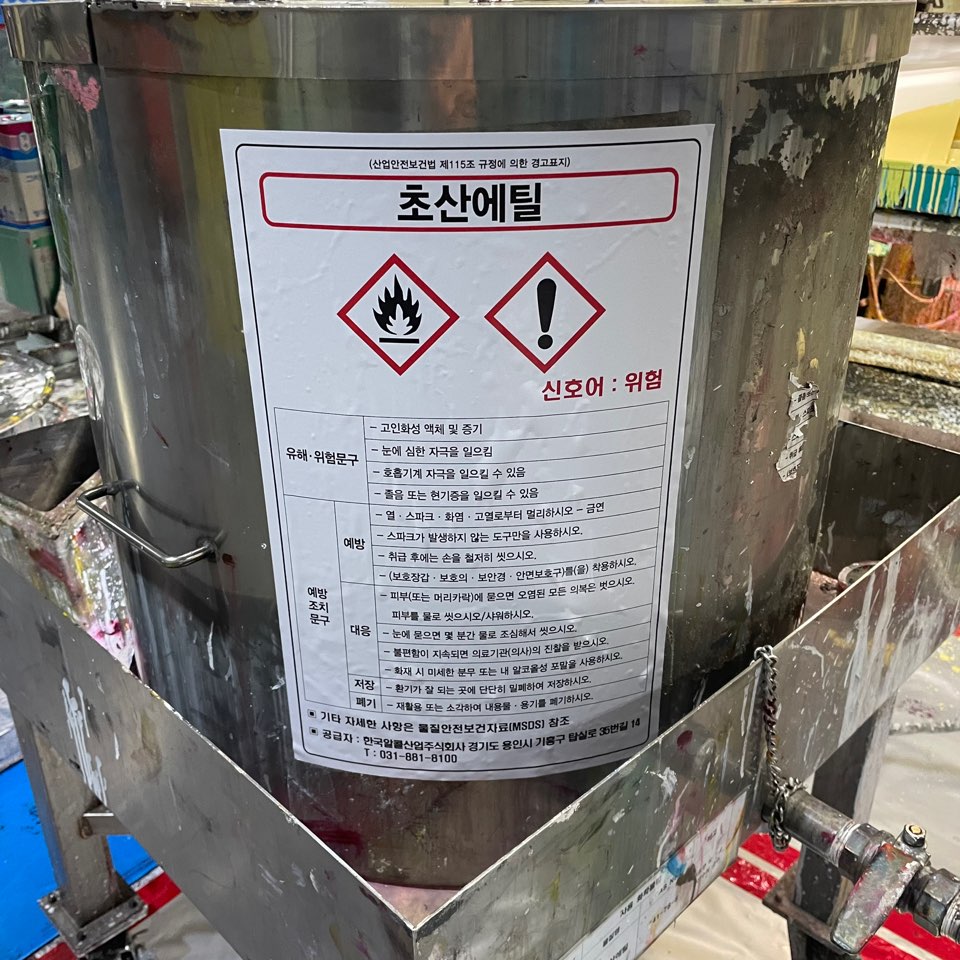 (산업안전보건법 제115조 규정에 의한 경고표지)
초산에틸
신호어 : 위험
유해·위험문구
- 고인화성 액체 및 증기
- 눈에 심한 자극을 일으킴
- 호흡기계 자극을 일으킬 수 있음
- 졸음 또는 현기증을 일으킬 수 있음
예방
조치
문구
예방
- 열·스파크·화염·고열로부터 멀리하시오 - 금연
- 스파크가 발생하지 않는 도구만을 사용하시오.
- 취급 후에는 손을 철저히 씻으시오.
- (보호장갑·보호의·보안경·안면보호구)를(을) 착용하시오.
대응
- 피부(또는 머리카락)에 묻으면 오염된 모든 의복은 벗으시오.
피부를 물로 씻으시오/샤워하시오.
- 눈에 묻으면 몇 분간 물로 조심해서 씻으시오.
- 불편함이 지속되면 의료기관(의사)의 진찰을 받으시오.
- 화재 시 미세한 분무 또는 내 알코올성 포말을 사용하시오.
저장
- 환기가 잘 되는 곳에 단단히 밀폐하여 저장하시오.
폐기
- 재활용 또는 소각하여 내용물·용기를 폐기하시오.
■ 기타 자세한 사항은 물질안전보건자료(MSDS) 참조
■ 공급자 : 한국알콜산업주식회사 경기도 용인시 기흥구 탑실로 35번길 14
T : 031-881-8100